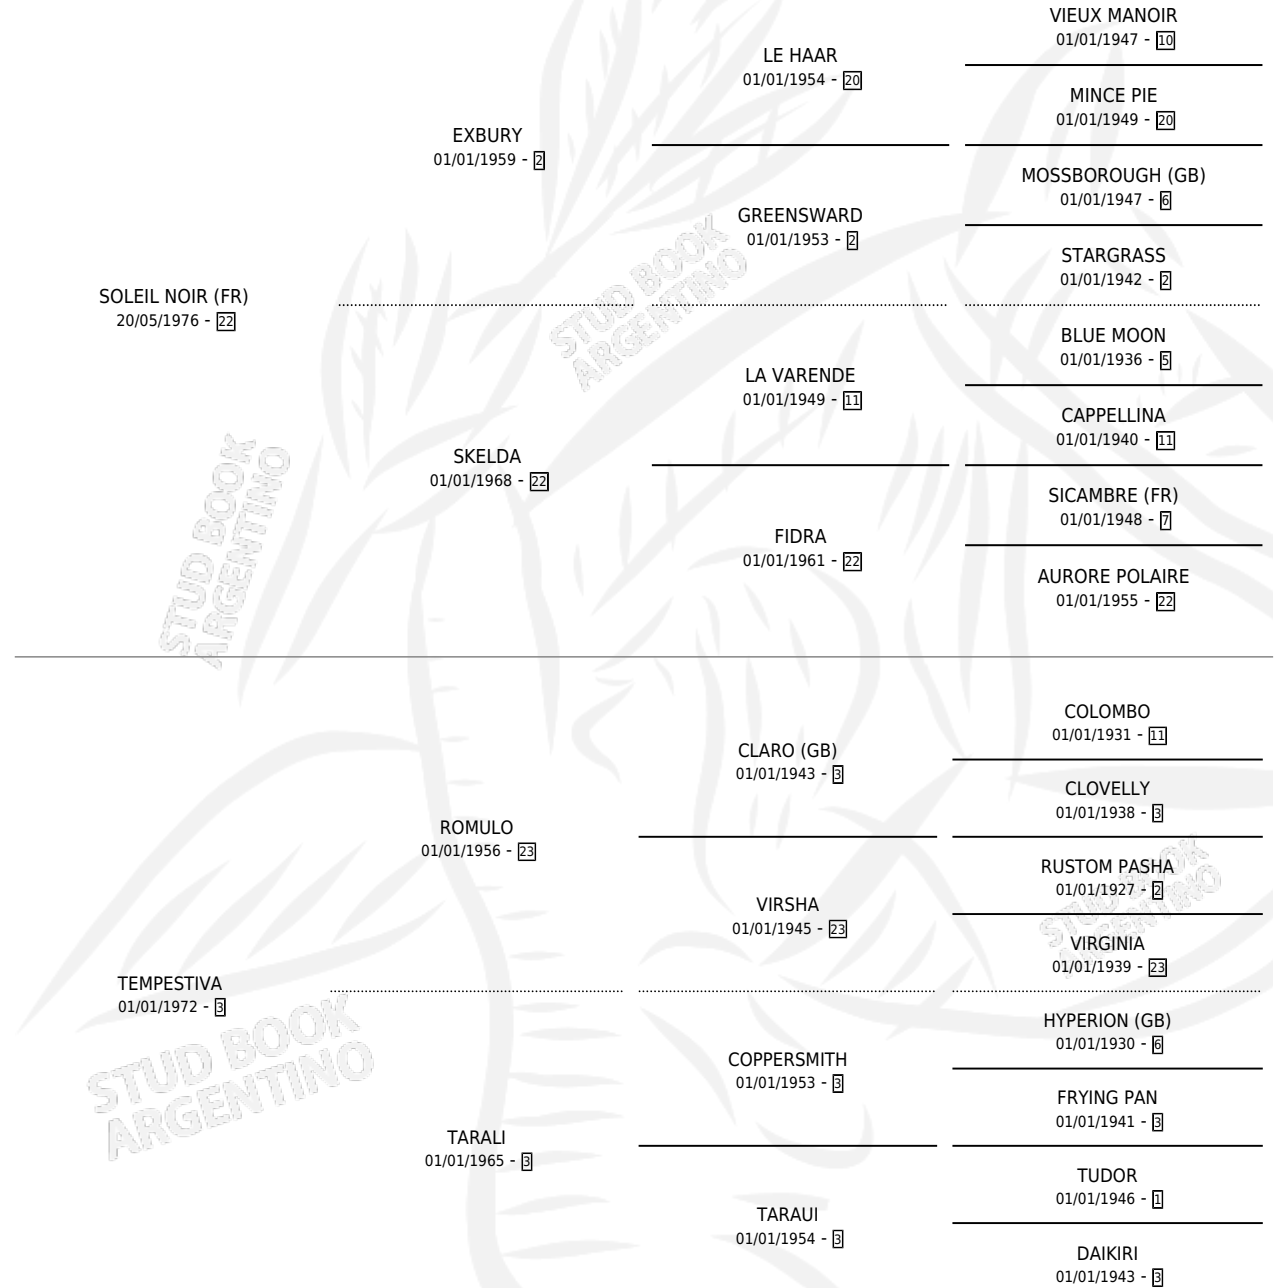 VIEUX MANOIR
01/01/1947 - 10
LE HAAR
01/01/1954 - 20
MINCE PIE
01/01/1949 - 20
EXBURY
01/01/1959 - 2
MOSSBOROUGH (GB)
01/01/1947 - 6
GREENSWARD
01/01/1953 - 2
STARGRASS
01/01/1942 - 2
SOLEIL NOIR (FR)
20/05/1976 - 22
BLUE MOON
01/01/1936 - 5
LA VARENDE
01/01/1949 - 11
CAPPELLINA
01/01/1940 - 11
SKELDA
01/01/1968 - 22
SICAMBRE (FR)
01/01/1948 - 7
FIDRA
01/01/1961 - 22
AURORE POLAIRE
01/01/1955 - 22
STUD BOOK
ARGENTINO
STUD BOOK
ARGENTINO
COLOMBO
01/01/1931 - 11
CLARO (GB)
01/01/1943 - 3
CLOVELLY
01/01/1938 - 3
ROMULO
01/01/1956 - 23
RUSTOM PASHA
01/01/1927 - 2
VIRSHA
01/01/1945 - 23
VIRGINIA
01/01/1939 - 23
STUD BOOK
ARGENTINO
TEMPESTIVA
01/01/1972 - 3
HYPERION (GB)
01/01/1930 - 6
COPPERSMITH
01/01/1953 - 3
FRYING PAN
01/01/1941 - 3
TARALI
01/01/1965 - 3
TUDOR
01/01/1946 - 1
TARAUI
01/01/1954 - 3
DAIKIRI
01/01/1943 - 3
STUD BOOK
ARGENTINO